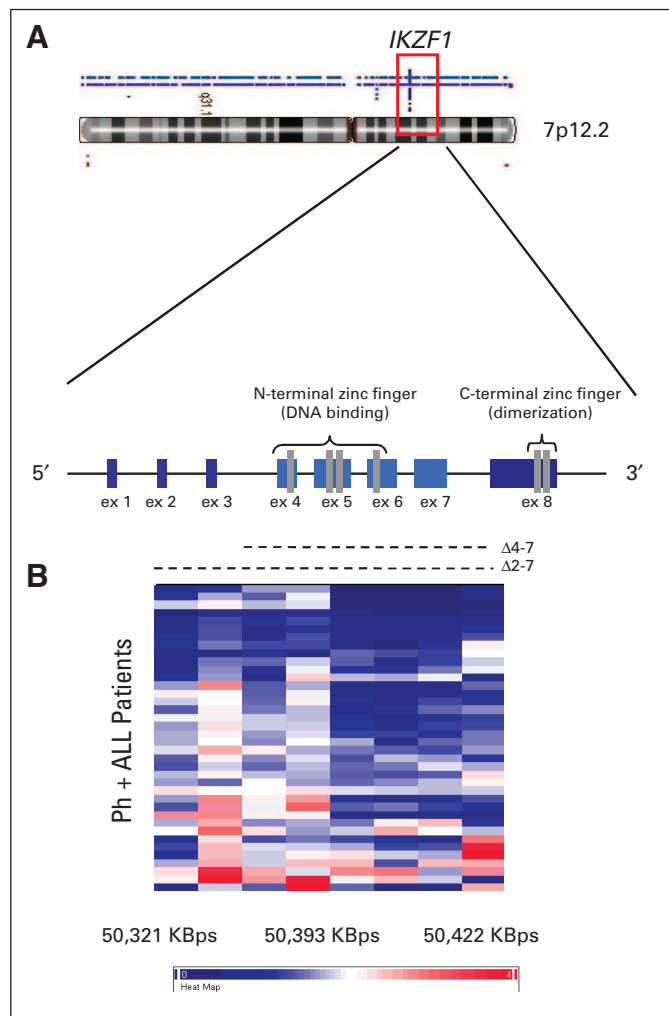 A
IKZF1
q31.1
7p12.2
N-terminal zinc finger
(DNA binding)
C-terminal zinc finger
(dimerization)
5′
3′
ex 1
ex 2
ex 3
ex 4
ex 5
ex 6
ex 7
ex 8
Δ4-7
Δ2-7
B
Ph + ALL Patients
50,321 KBps
50,393 KBps
50,422 KBps
0
4
Heat Map